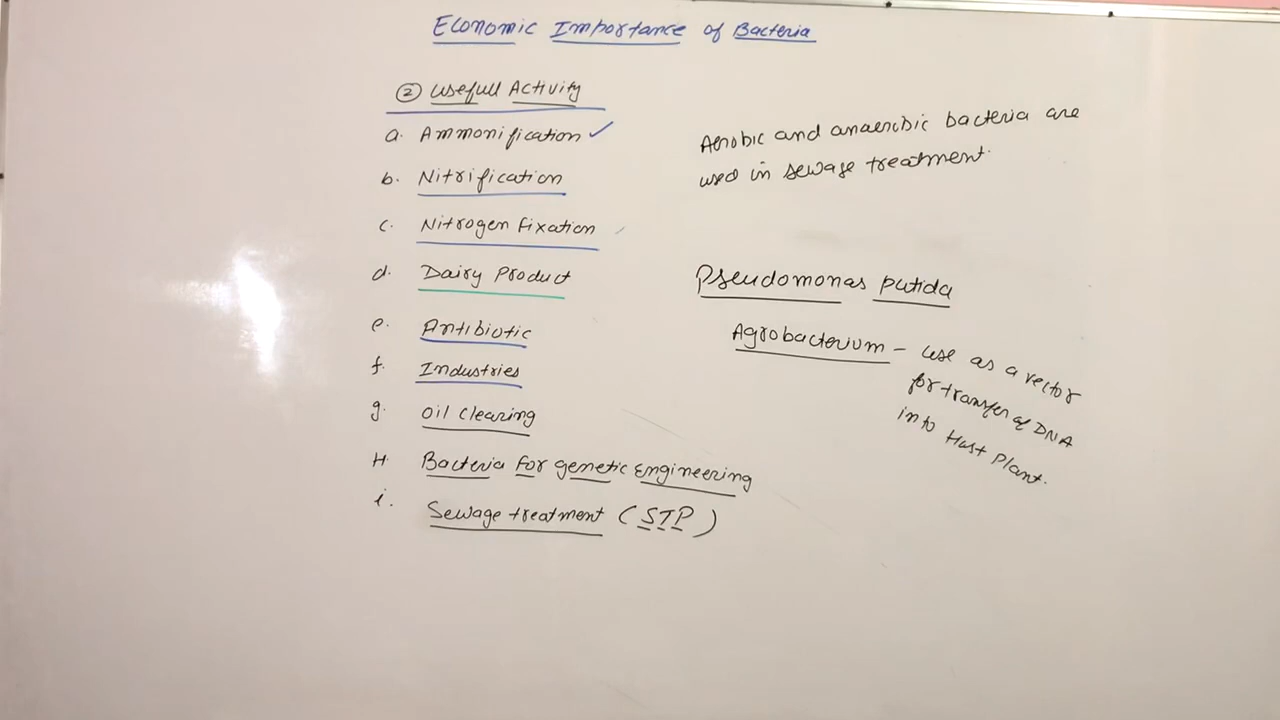 Economic Importance of Bacteria
② Usefull Activity
a. Ammonification ✓
b. Nitrification
c. Nitrogen Fixation
d. Dairy Product
e. Antibiotic
f. Industries
g. Oil Clearing
H. Bacteria For genetic Engineering
i. Sewage treatment (STP)
Aerobic and anaerobic bacteria are
used in sewage treatment.
Pseudomonas Putida
Agrobacterium - use as a vector
for transfer of DNA
into Host Plant.